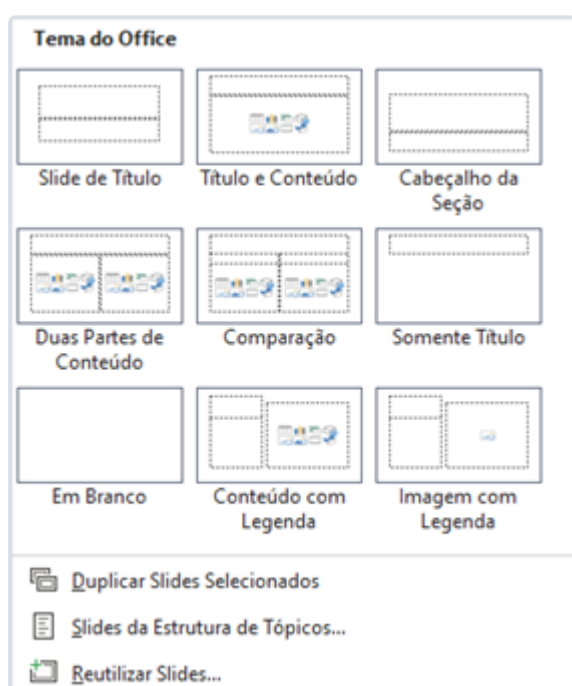 Tema do Office
Slide de Título
Título e Conteúdo
Cabeçalho da
Seção
Duas Partes de
Conteúdo
Comparação
Somente Título
Em Branco
Conteúdo com
Legenda
Imagem com
Legenda
Duplicar Slides Selecionados
Slides da Estrutura de Tópicos...
Reutilizar Slides...